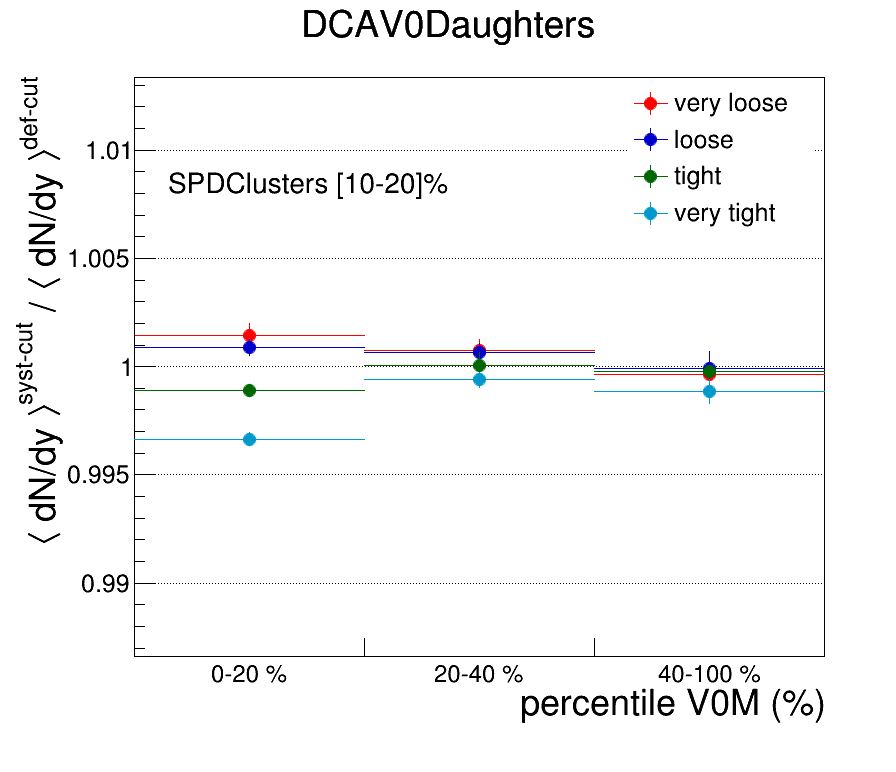 DCAV0Daughters
⟨ dN/dy ⟩^syst-cut / ⟨ dN/dy ⟩^def-cut
very loose
loose
tight
very tight
SPDClusters [10-20]%
1.01
1.005
1
0.995
0.99
0-20 % 20-40 % 40-100 %
percentile V0M (%)